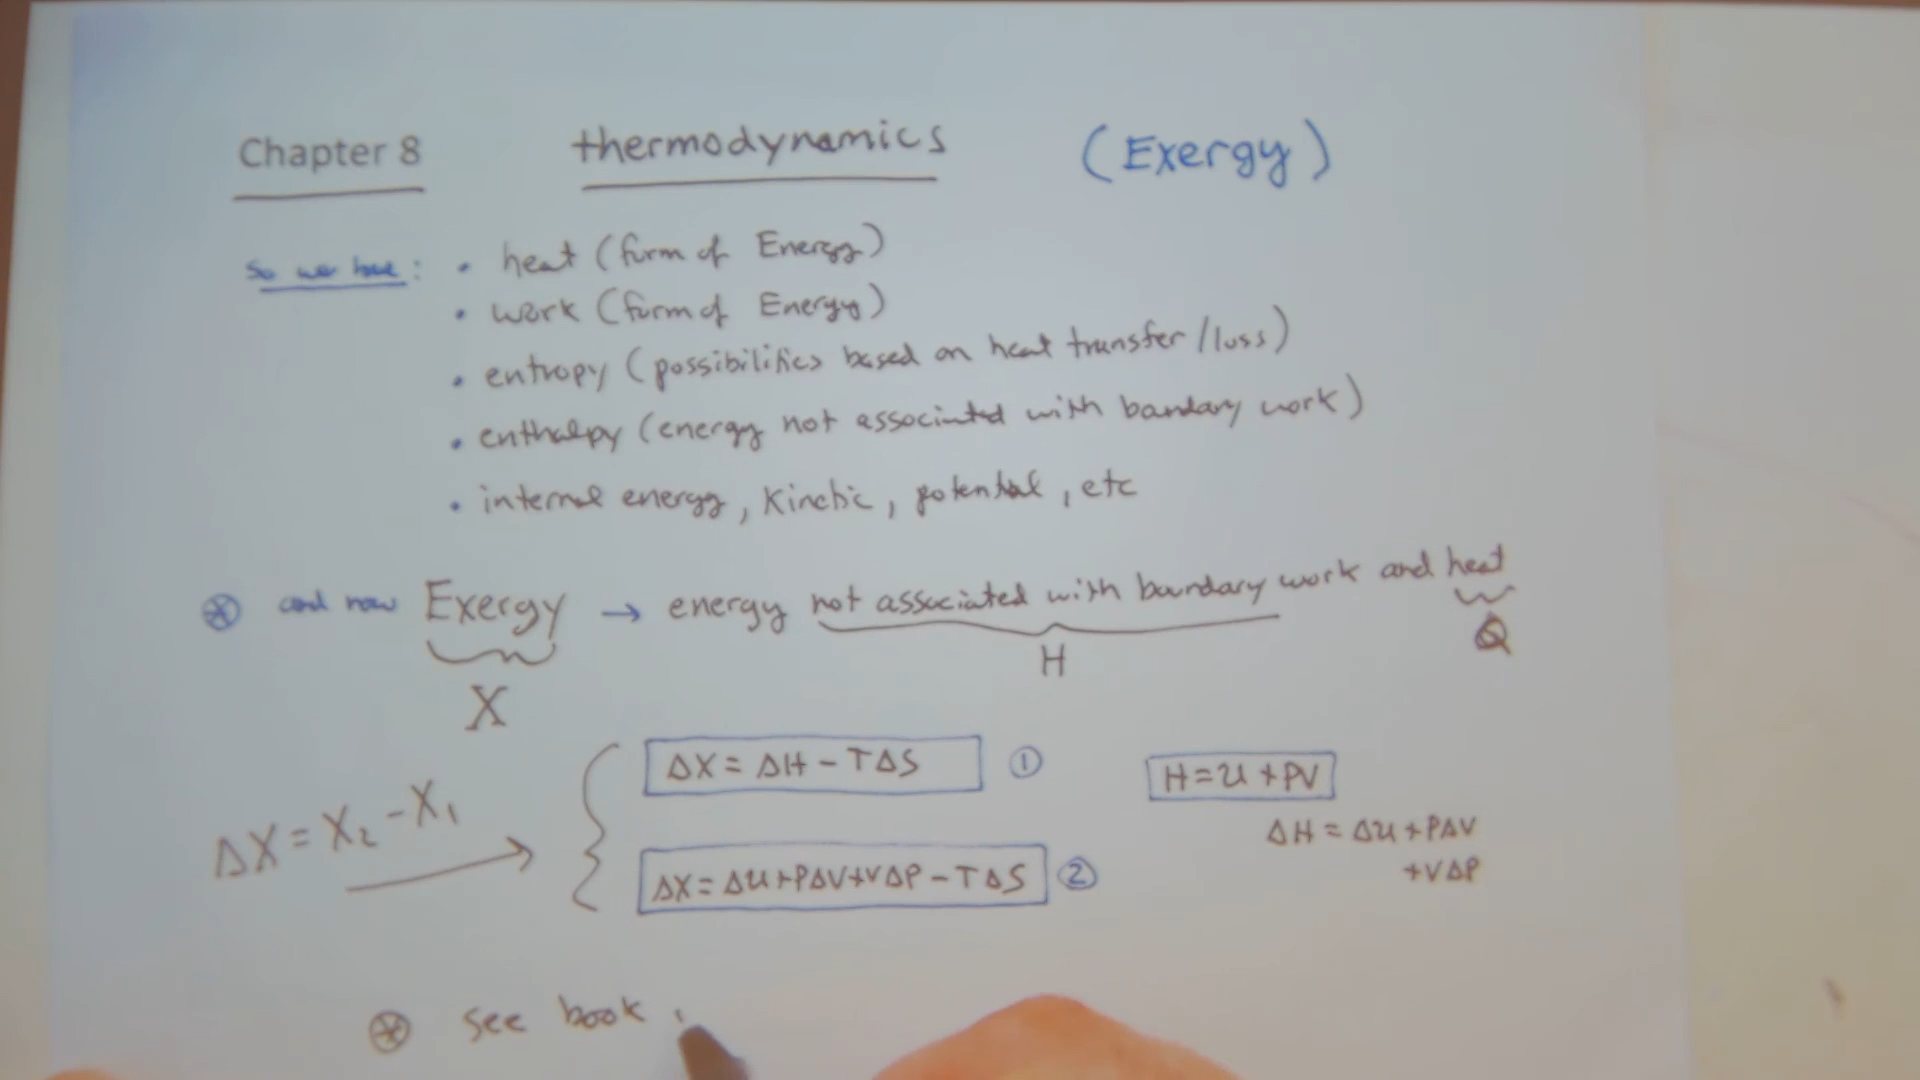 Chapter 8 thermodynamics (Exergy)
So we have: • heat (form of Energy)
• work (form of Energy)
• entropy (possibilities based on heat transfer/loss)
• enthalpy (energy not associated with bandary work)
• internal energy, Kinetic, potential, etc
⊛ and now Exergy → energy not associated with boundary work and heat
X H Q
ΔX = X₂ - X₁
ΔX = ΔH - TΔS ①
H = U + PV
ΔH = ΔU + PΔV
+ VΔP
ΔX = ΔU + PΔV + VΔP - TΔS ②
⊛ see book